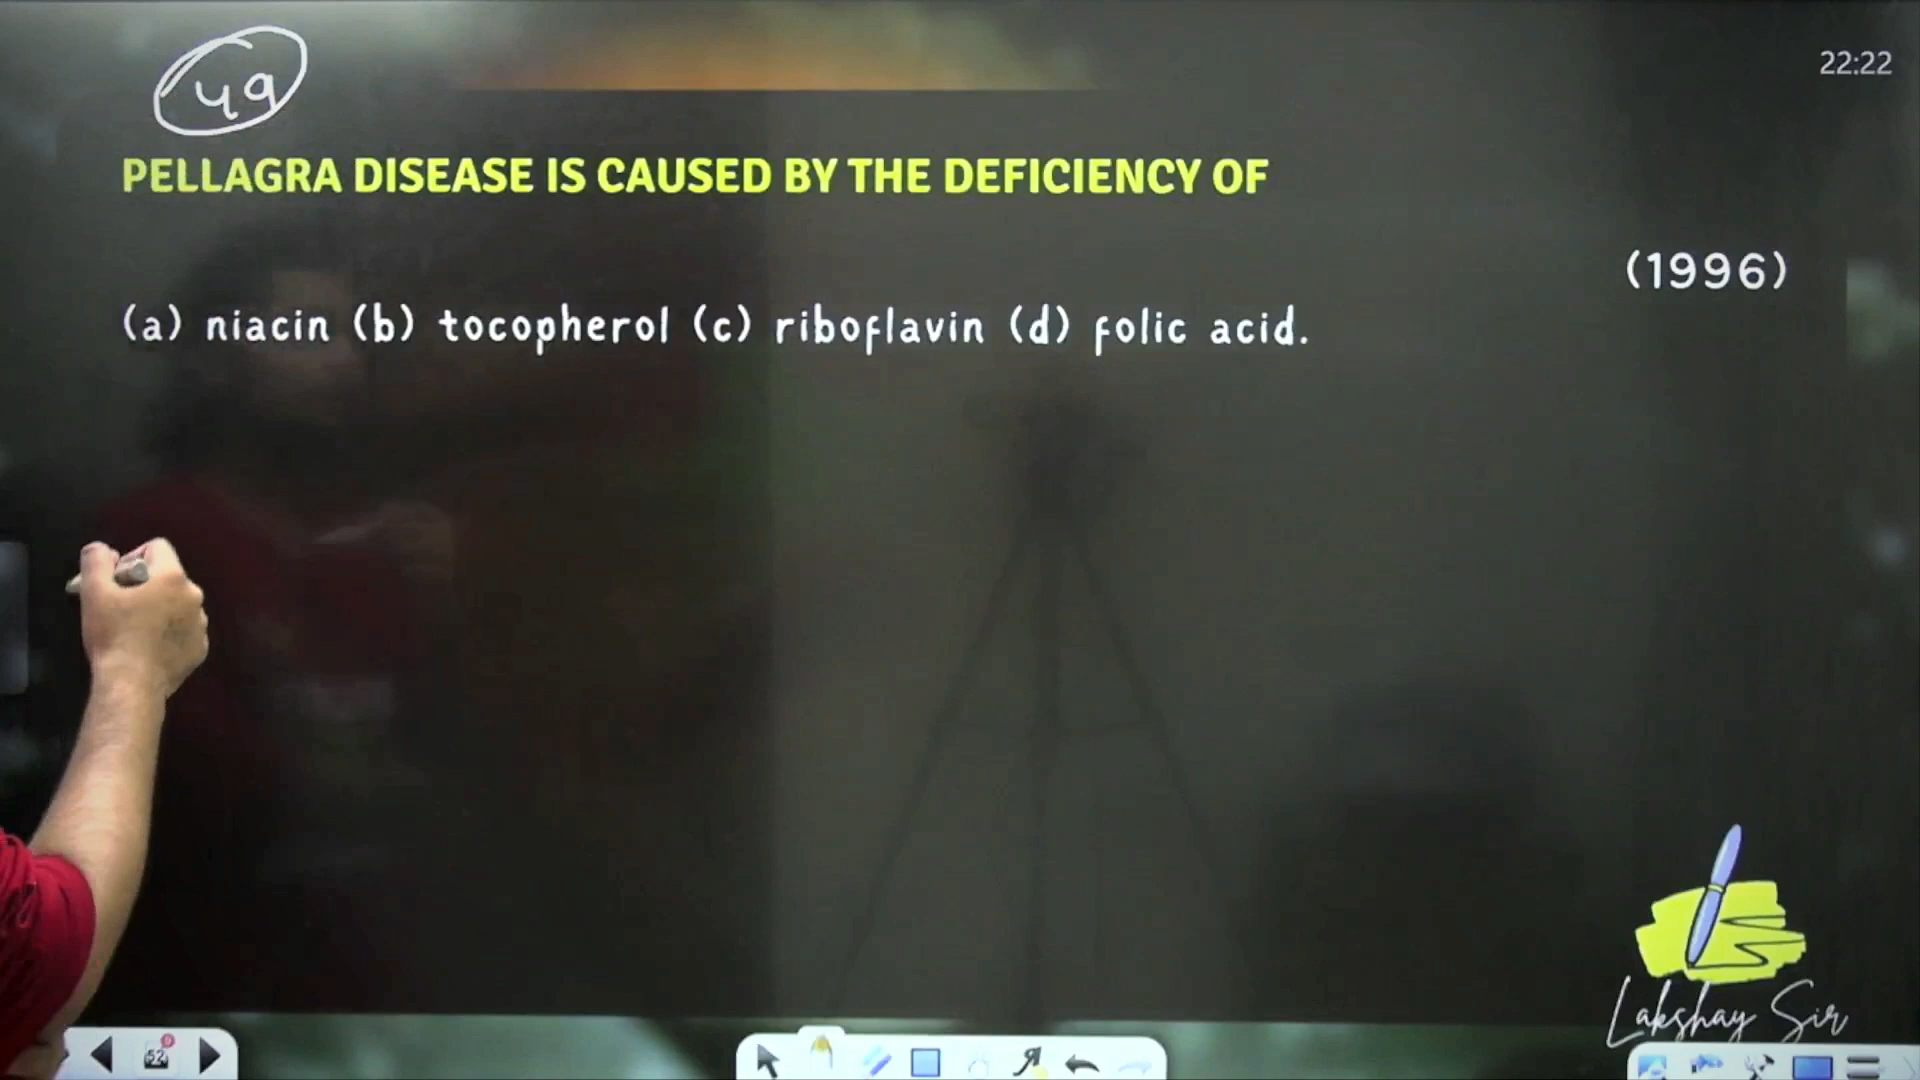 49
22:22
PELLAGRA DISEASE IS CAUSED BY THE DEFICIENCY OF
(1996)
(a) niacin (b) tocopherol (c) riboflavin (d) folic acid.
Lakshay Sir
52